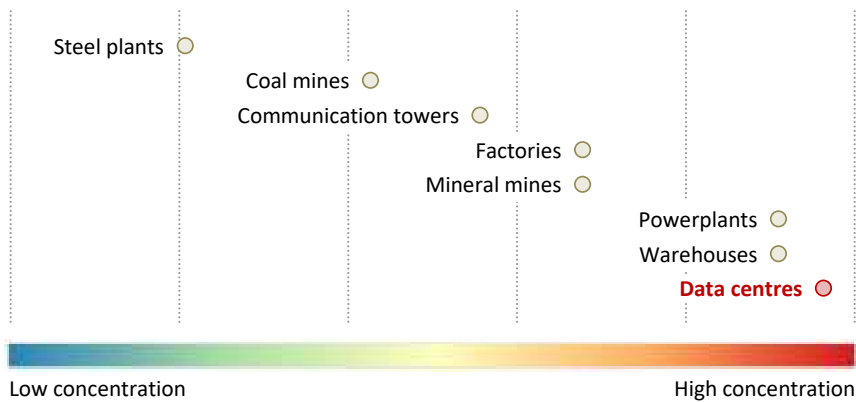 Steel plants
Coal mines
Communication towers
Factories
Mineral mines
Powerplants
Warehouses
Data centres
Low concentration
High concentration